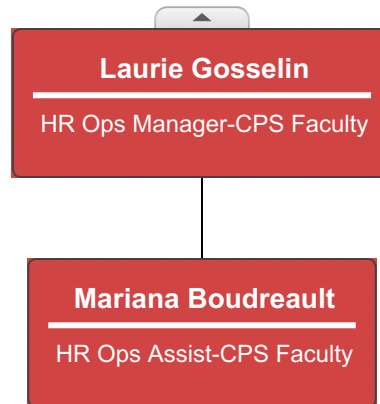 Laurie Gosselin
HR Ops Manager-CPS Faculty
Mariana Boudreault
HR Ops Assist-CPS Faculty